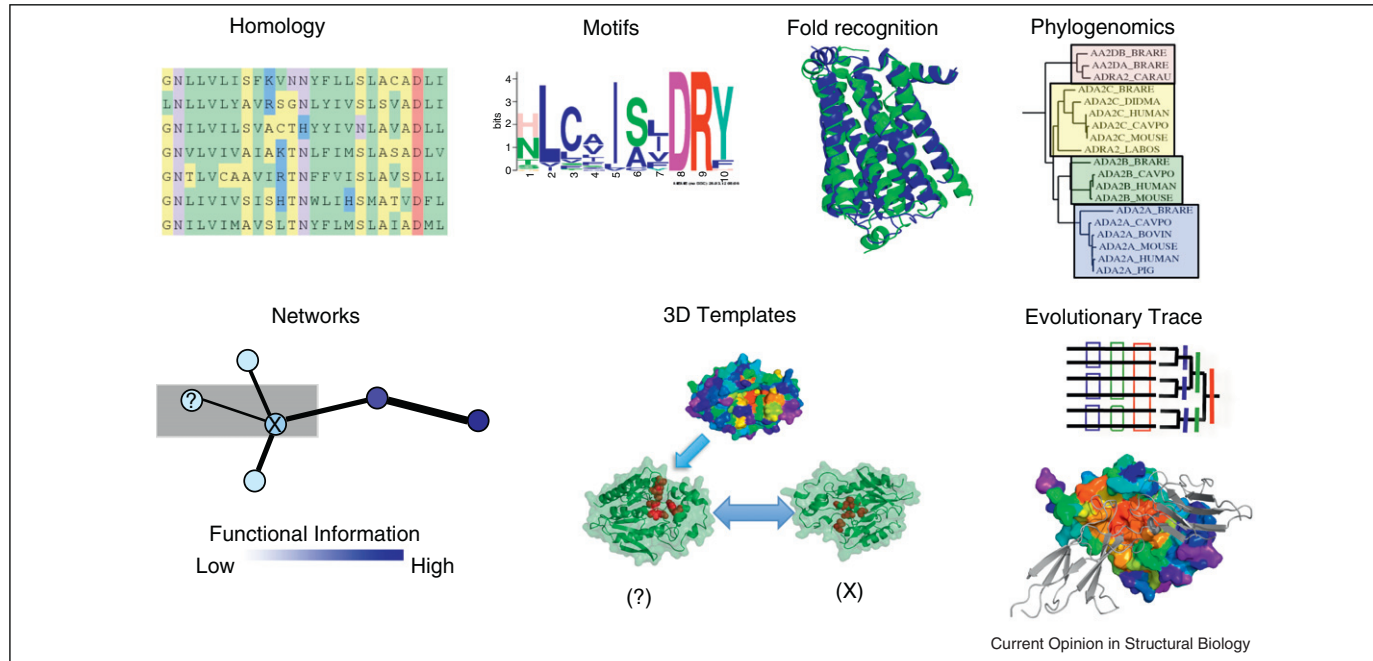 Homology
Motifs
Fold recognition
Phylogenomics
GNLLVLISFKVNNYFLLSLACADLI
LNLLVLYAVRSGNLYIVSLSVADLI
GNILVILSVACTHYYIVNLAVADLL
GNVLVIVAIAKTNLFIMSLASADLV
GNTLVCAAVIRTNFFVISLAVSDLL
GNLIVIVSISHTNWLIHSMATVDFL
GNILVIMAVSLTNYFLMSLAIADML
4
3
2
1
0
bits
H
N
L
C
I
S
A
DRY
1 2 3 4 5 6 7 8 9 10
AA2DB_BRARE
AA2DA_BRARE
ADRA2_CARAU
ADA2C_BRARE
ADA2C_DIDMA
ADA2C_HUMAN
ADA2C_CAVPO
ADA2C_MOUSE
ADRA2_LABOS
ADA2B_BRARE
ADA2B_CAVPO
ADA2B_HUMAN
ADA2B_MOUSE
ADA2A_BRARE
ADA2A_CAVPO
ADA2A_BOVIN
ADA2A_MOUSE
ADA2A_HUMAN
ADA2A_PIG
Networks
3D Templates
Evolutionary Trace
?
X
Functional Information
Low
High
(?)
(X)
Current Opinion in Structural Biology